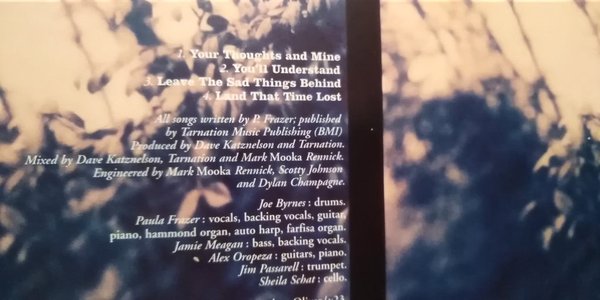 1. Your Thoughts and Mine
2. You'll Understand
3. Leave The Sad Things Behind
4. Land That Time Lost
All songs written by P. Frazer; published
by Tarnation Music Publishing (BMI)
Produced by Dave Katznelson and Tarnation.
Mixed by Dave Katznelson, Tarnation and Mark Mooka Rennick.
Engineered by Mark Mooka Rennick, Scotty Johnson
and Dylan Champagne.
Joe Byrnes : drums.
Paula Frazer : vocals, backing vocals, guitar,
piano, hammond organ, auto harp, farfisa organ.
Jamie Meagan : bass, backing vocals.
Alex Oropeza : guitars, piano.
Jim Passarell : trumpet.
Sheila Schat : cello.